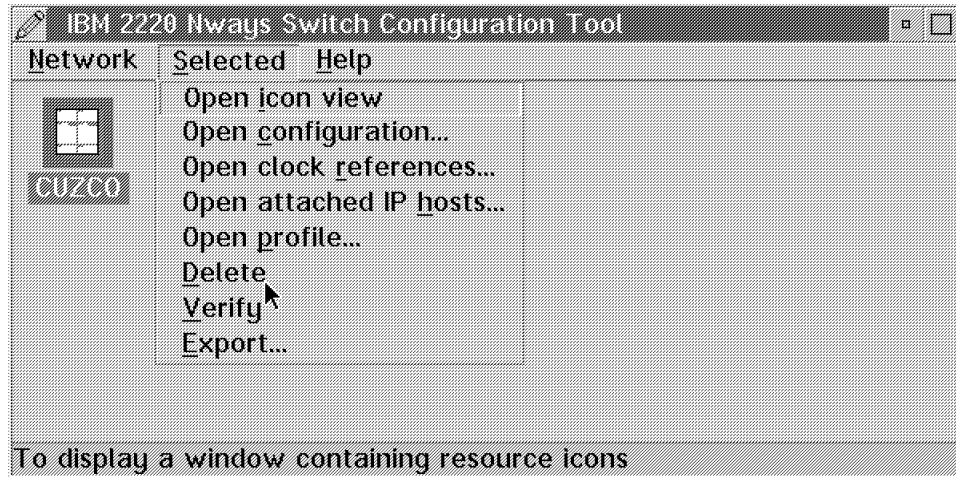 IBM 2220 Nways Switch Configuration Tool
Network Selected Help
Open icon view
Open configuration...
Open clock references...
Open attached IP hosts...
Open profile...
Delete
Verify
Export...
CUZCO
To display a window containing resource icons